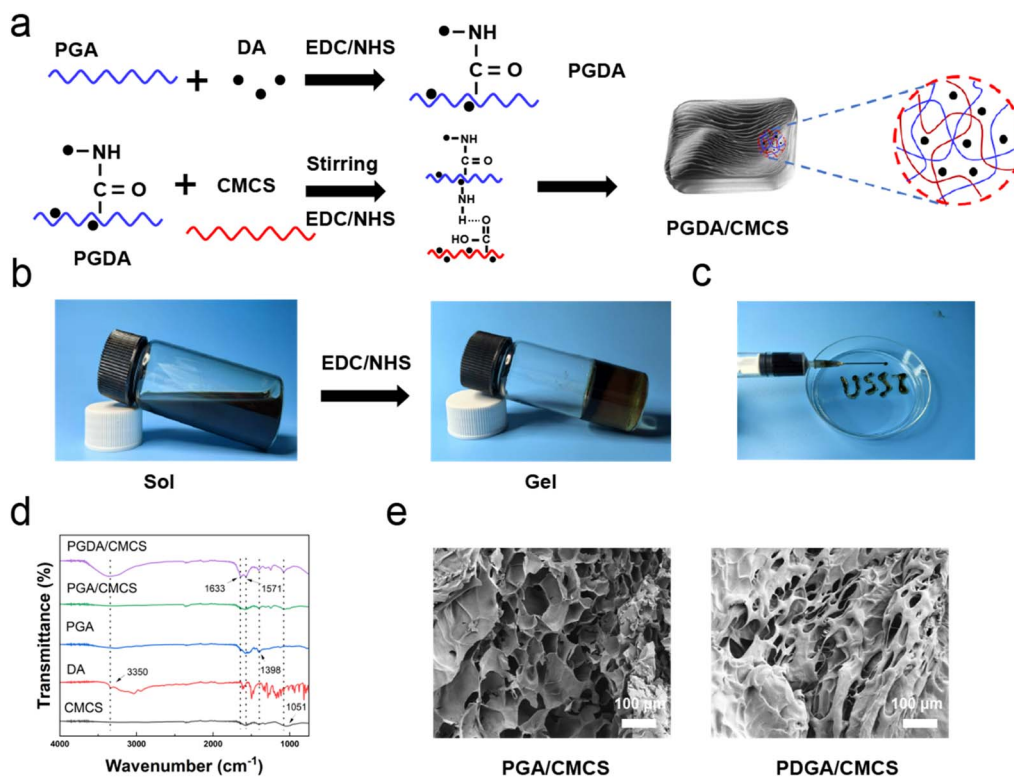 a
PGA
+
DA
EDC/NHS
NH
C = O
PGDA
NH
C = O
PGDA
+
CMCS
Stirring
EDC/NHS
NH
C = O
NH
H
O
HO
C
PGDA/CMCS
b
Sol
EDC/NHS
Gel
c
d
Transmittance (%)
PGDA/CMCS
1633
1571
PGA/CMCS
PGA
1398
DA
3350
CMCS
1051
4000 3000 2000 1000
Wavenumber (cm⁻¹)
e
100 μm
PGA/CMCS
100 μm
PDGA/CMCS